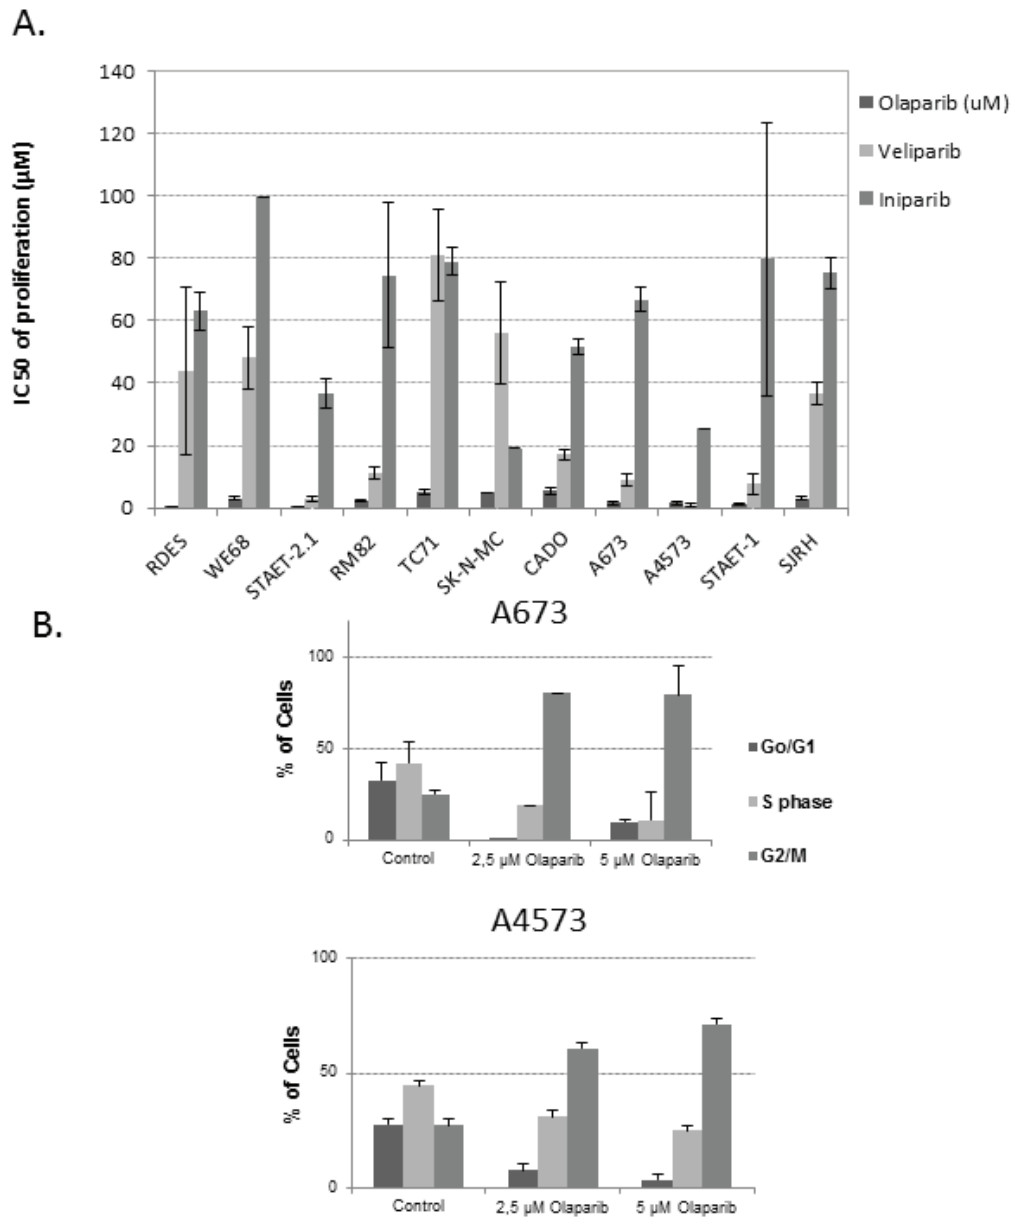 A.
140
120
100
80
60
40
20
0
IC50 of proliferation (µM)
Olaparib (uM)
Veliparib
Iniparib
RDES
WE68
STAET-2.1
RM82
TC71
SK-N-MC
CADO
A673
A4573
STAET-1
SJRH
B.
A673
100
50
0
% of Cells
Control
2,5 µM Olaparib
5 µM Olaparib
Go/G1
S phase
G2/M
A4573
100
50
0
% of Cells
Control
2,5 µM Olaparib
5 µM Olaparib